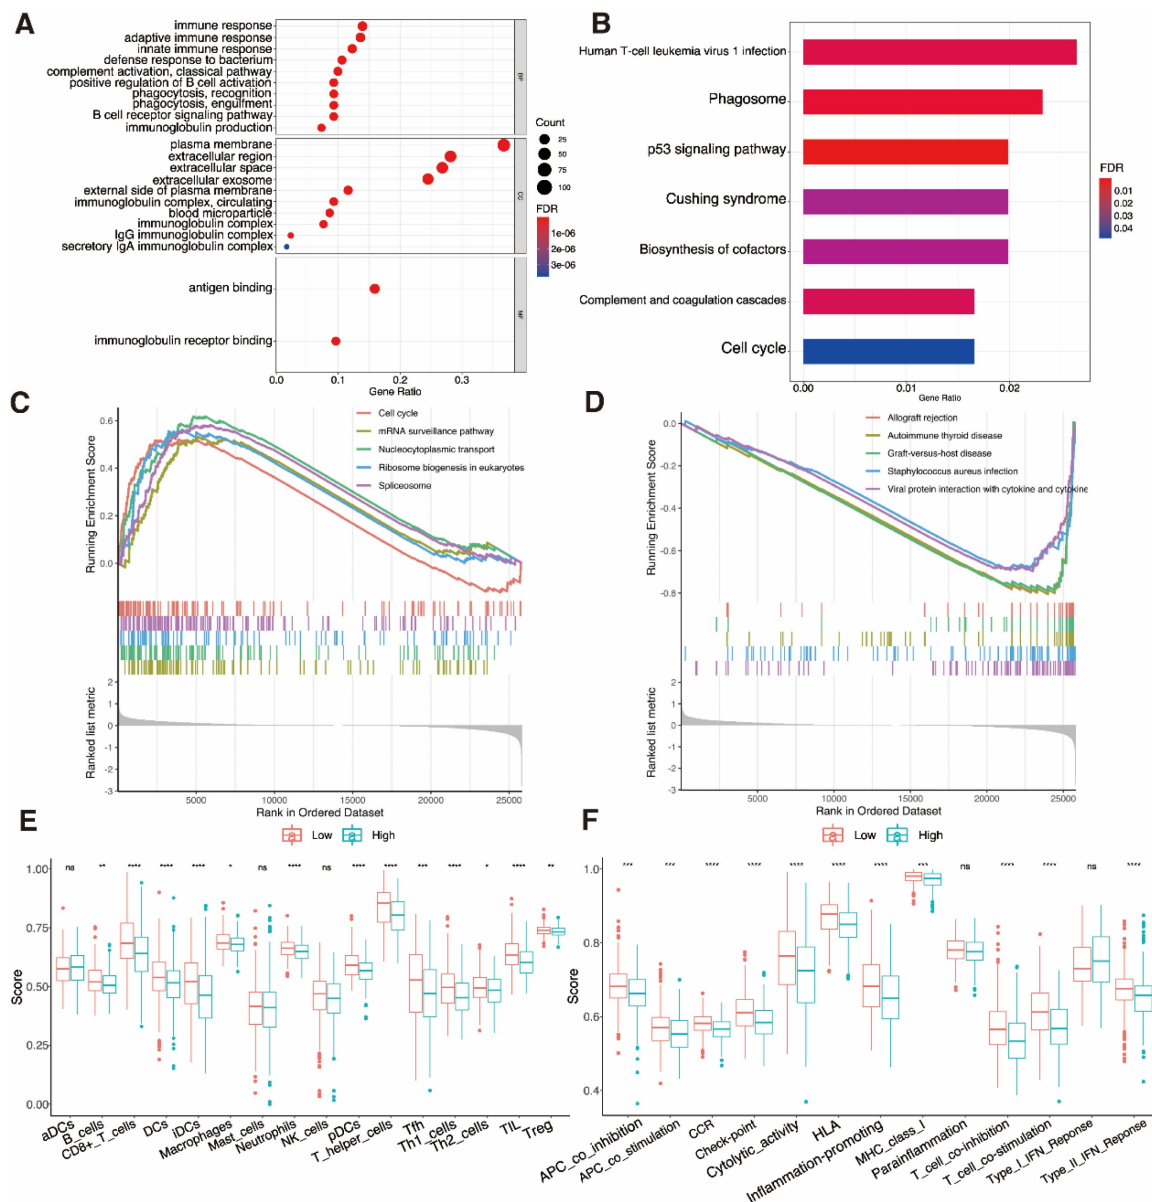 A
immune response
adaptive immune response
innate immune response
defense response to bacterium
complement activation, classical pathway
positive regulation of B cell activation
phagocytosis, recognition
phagocytosis, engulfment
B cell receptor signaling pathway
immunoglobulin production
BP
plasma membrane
extracellular region
extracellular space
extracellular exosome
external side of plasma membrane
immunoglobulin complex, circulating
blood microparticle
immunoglobulin complex
IgG immunoglobulin complex
secretory IgA immunoglobulin complex
CC
antigen binding
immunoglobulin receptor binding
MF
0.0 0.1 0.2 0.3
Gene Ratio
Count
25
50
75
100
FDR
1e-06
2e-06
3e-06
B
Human T-cell leukemia virus 1 infection
Phagosome
p53 signaling pathway
Cushing syndrome
Biosynthesis of cofactors
Complement and coagulation cascades
Cell cycle
0.00 0.01 0.02
Gene Ratio
FDR
0.01
0.02
0.03
0.04
C
Running Enrichment Score
0.6
0.4
0.2
0.0
Cell cycle
mRNA surveillance pathway
Nucleocytoplasmic transport
Ribosome biogenesis in eukaryotes
Spliceosome
Ranked list metric
2
1
0
-1
-2
-3
5000 10000 15000 20000 25000
Rank in Ordered Dataset
D
Running Enrichment Score
0.0
-0.2
-0.4
-0.6
-0.8
Allograft rejection
Autoimmune thyroid disease
Graft-versus-host disease
Staphylococcus aureus infection
Viral protein interaction with cytokine and cytokine
Ranked list metric
2
1
0
-1
-2
-3
5000 10000 15000 20000 25000
Rank in Ordered Dataset
E
a Low a High
Score
1.00
0.75
0.50
0.25
0.00
ns ** **** **** **** * ns **** ns **** **** *** **** * **** **
aDCs B_cells CD8+_T_cells DCs iDCs Macrophages Mast_cells Neutrophils NK_cells pDCs T_helper_cells Tfh Th1_cells Th2_cells TIL Treg
F
a Low a High
Score
1.0
0.8
0.6
0.4
ns ns
APC_co_inhibition APC_co_stimulation CCR Check-point Cytolytic_activity HLA Inflammation-promoting MHC_class_I Parainflammation T_cell_co-inhibition T_cell_co-stimulation Type_I_IFN_Reponse Type_II_IFN_Reponse